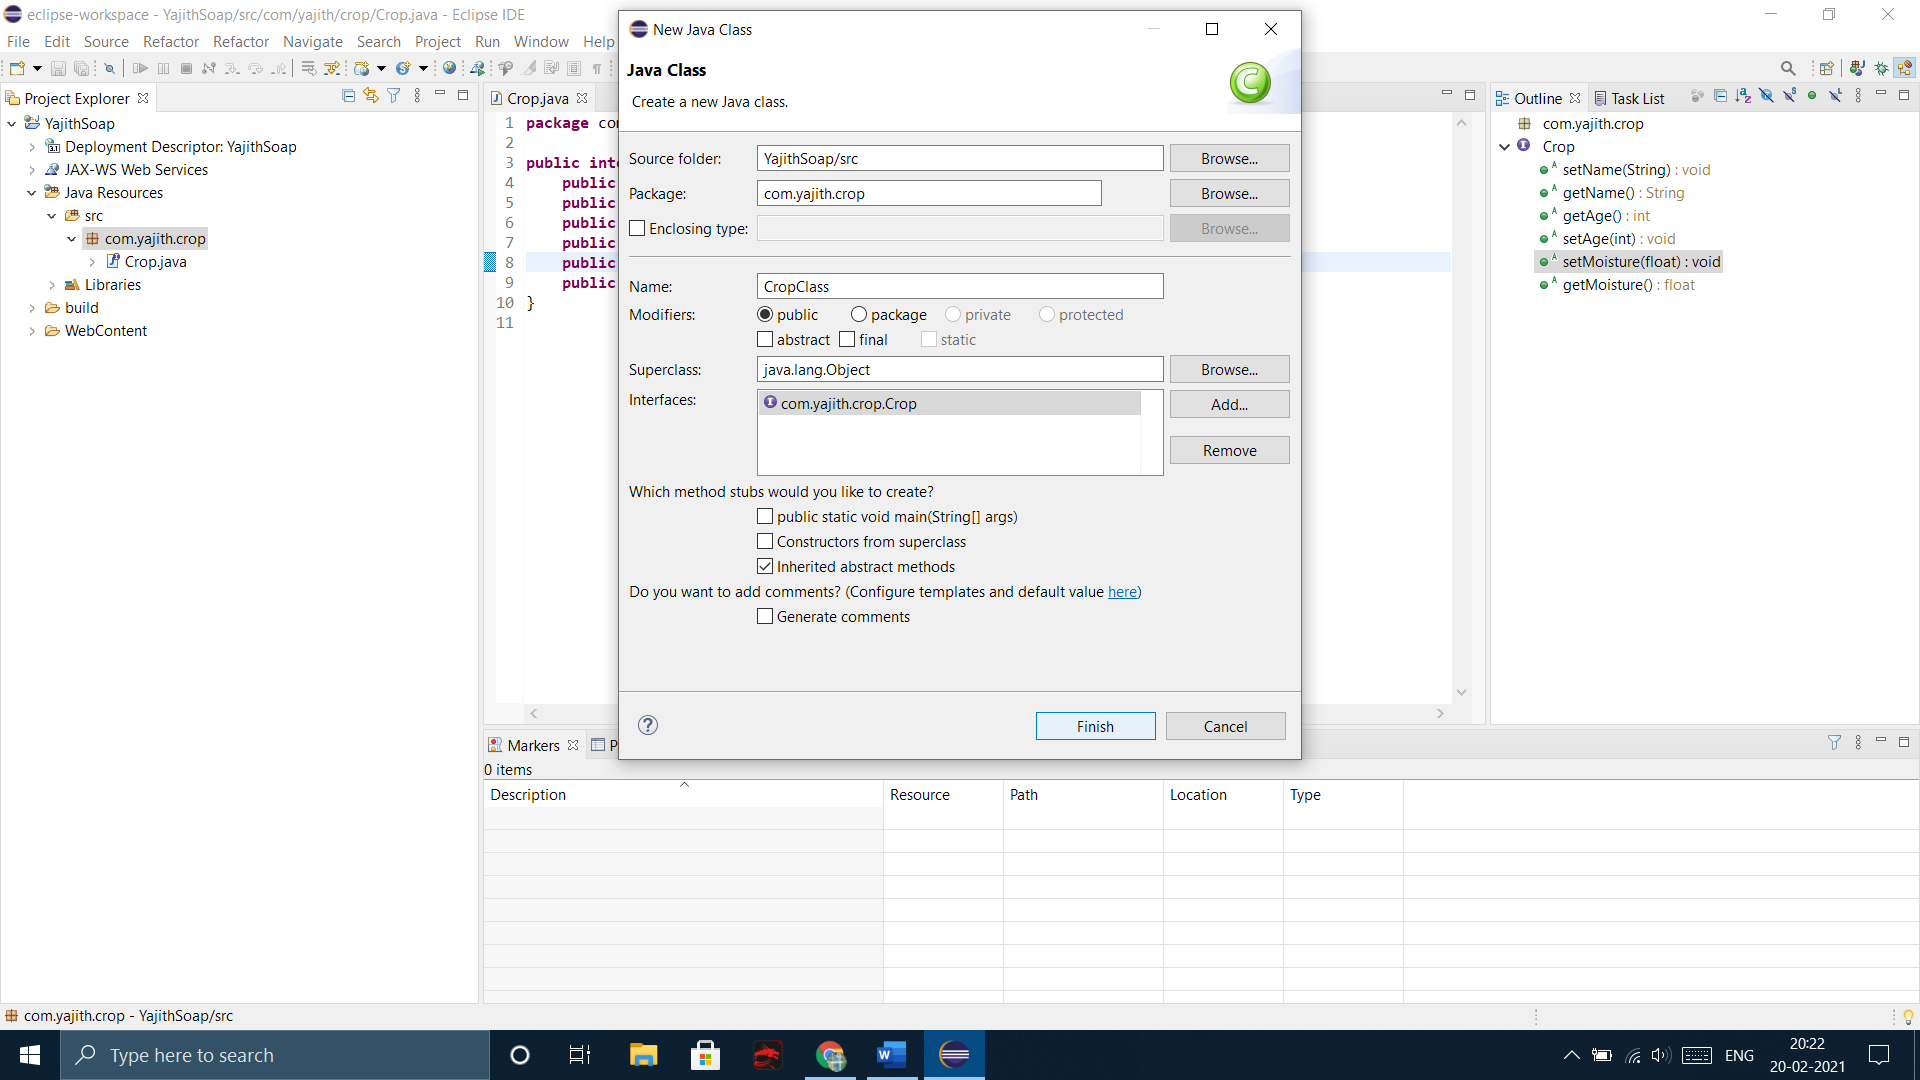 eclipse-workspace - YajithSoap/src/com/yajith/crop/Crop.java - Eclipse IDE
File Edit Source Refactor Refactor Navigate Search Project Run Window Help
Project Explorer
YajithSoap
Deployment Descriptor: YajithSoap
JAX-WS Web Services
Java Resources
src
com.yajith.crop
Crop.java
Libraries
build
WebContent
Crop.java
1 package
2
3 public
4 public
5 public
6 public
7 public
8 public
9 public
10 }
11
New Java Class
Java Class
Create a new Java class.
Source folder: YajithSoap/src Browse...
Package: com.yajith.crop Browse...
Enclosing type: Browse...
Name: CropClass
Modifiers: public package private protected
abstract final static
Superclass: java.lang.Object Browse...
Interfaces: com.yajith.crop.Crop Add...
Remove
Which method stubs would you like to create?
public static void main(String[] args)
Constructors from superclass
Inherited abstract methods
Do you want to add comments? (Configure templates and default value here)
Generate comments
Finish Cancel
Outline Task List
com.yajith.crop
Crop
setName(String) : void
getName() : String
getAge() : int
setAge(int) : void
setMoisture(float) : void
getMoisture() : float
Markers
0 items
Description Resource Path Location Type
com.yajith.crop - YajithSoap/src
Type here to search
ENG
20:22
20-02-2021